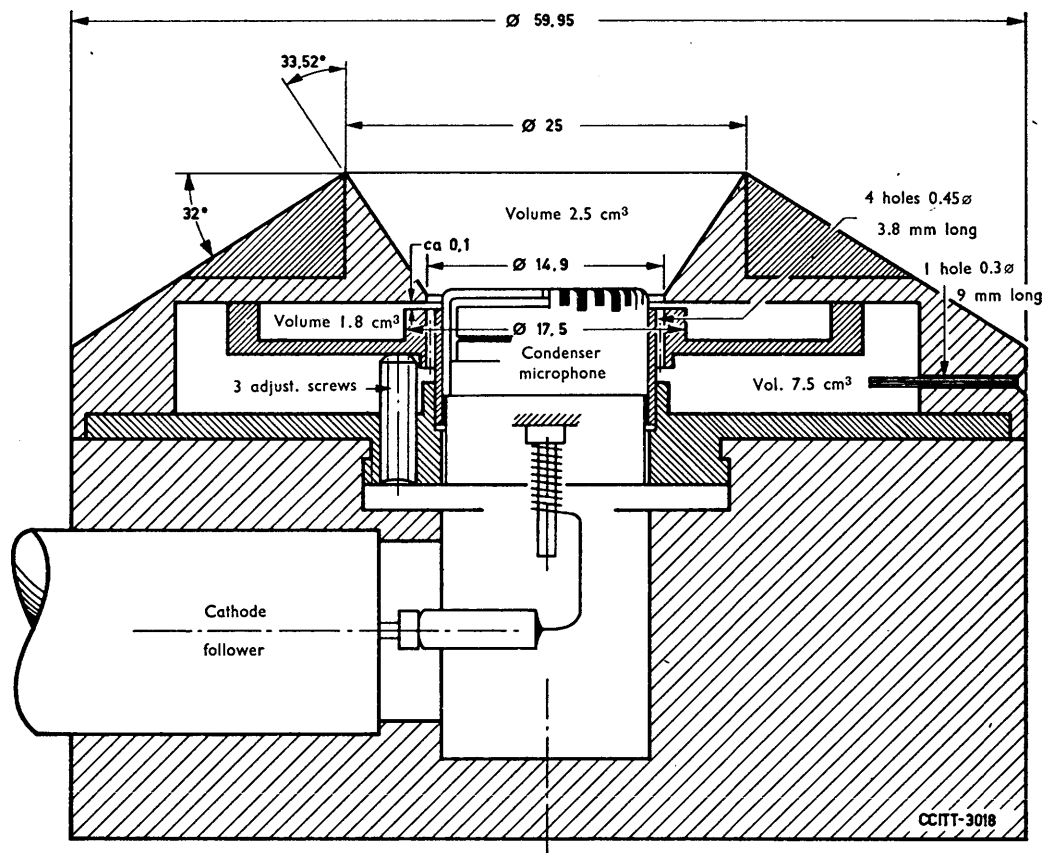 Ø 59,95
33,52°
Ø 25
4 holes 0.45ø
3.8 mm long
32°
Volume 2.5 cm³
ca 0,1
Ø 14,9
1 hole 0.3ø
9 mm long
Volume 1.8 cm³
Ø 17,5
Condenser
microphone
3 adjust. screws
Vol. 7.5 cm³
Cathode
follower
CCITT-3018